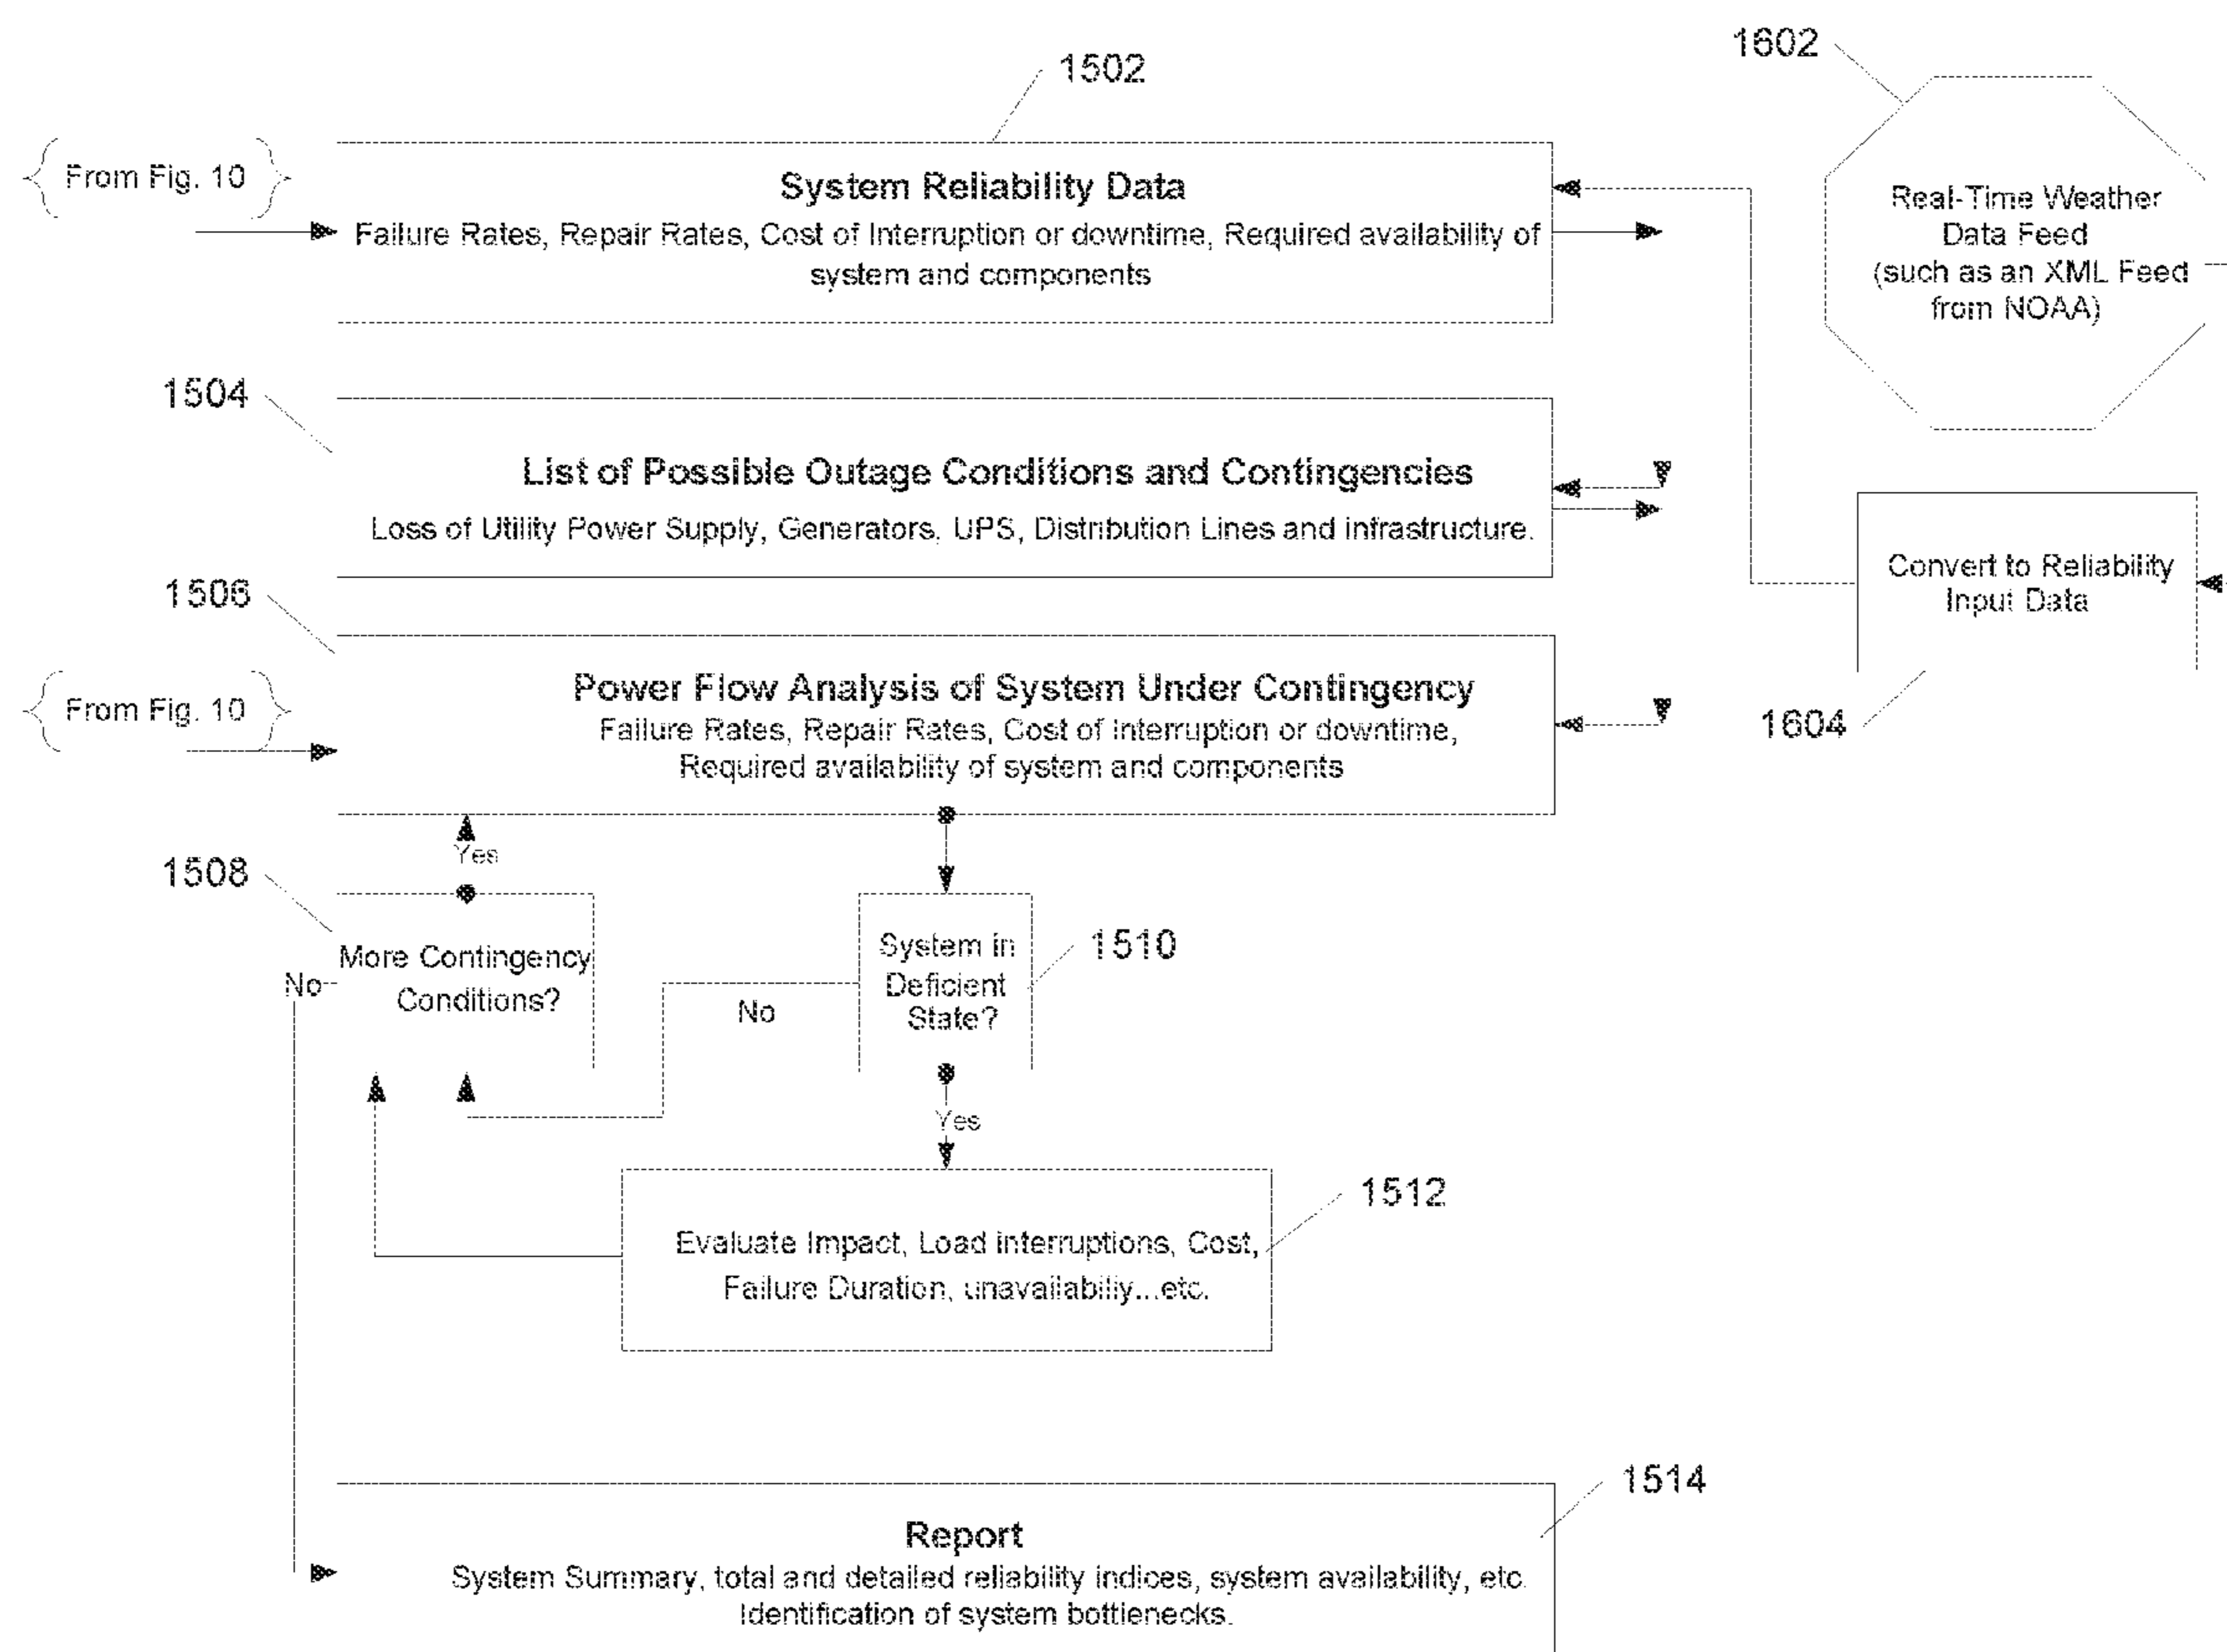 1602
1502
From Fig. 10
System Reliability Data
Failure Rates, Repair Rates, Cost of Interruption or downtime, Required availability of
system and components
Real-Time Weather
Data Feed
(such as an XML Feed
from NOAA)
1504
List of Possible Outage Conditions and Contingencies
Loss of Utility Power Supply, Generators, UPS, Distribution Lines and infrastructure.
Convert to Reliability
Input Data
1506
From Fig. 10
Power Flow Analysis of System Under Contingency
Failure Rates, Repair Rates, Cost of interruption or downtime,
Required availability of system and components
1604
Yes
1508
More Contingency
Conditions?
No
No
System in
Deficient
State?
1510
Yes
1512
Evaluate Impact, Load interruptions, Cost,
Failure Duration, unavailabiliy...etc.
1514
Report
System Summary, total and detailed reliability indices, system availability, etc.
Identification of system bottlenecks.